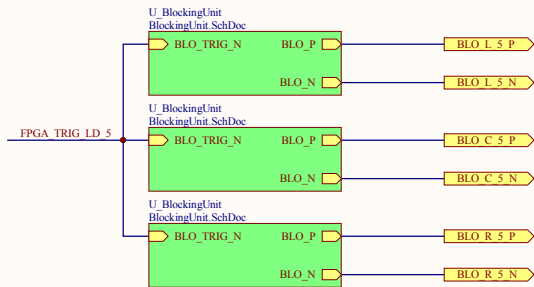 U_BlockingUnit
BlockingUnit.SchDoc
BLO_TRIG_N BLO_P BLO_L_5_P
BLO_N BLO_L_5_N
U_BlockingUnit
BlockingUnit.SchDoc
FPGA_TRIG_LD_5 BLO_TRIG_N BLO_P BLO_C_5_P
BLO_N BLO_C_5_N
U_BlockingUnit
BlockingUnit.SchDoc
BLO_TRIG_N BLO_P BLO_R_5_P
BLO_N BLO_R_5_N